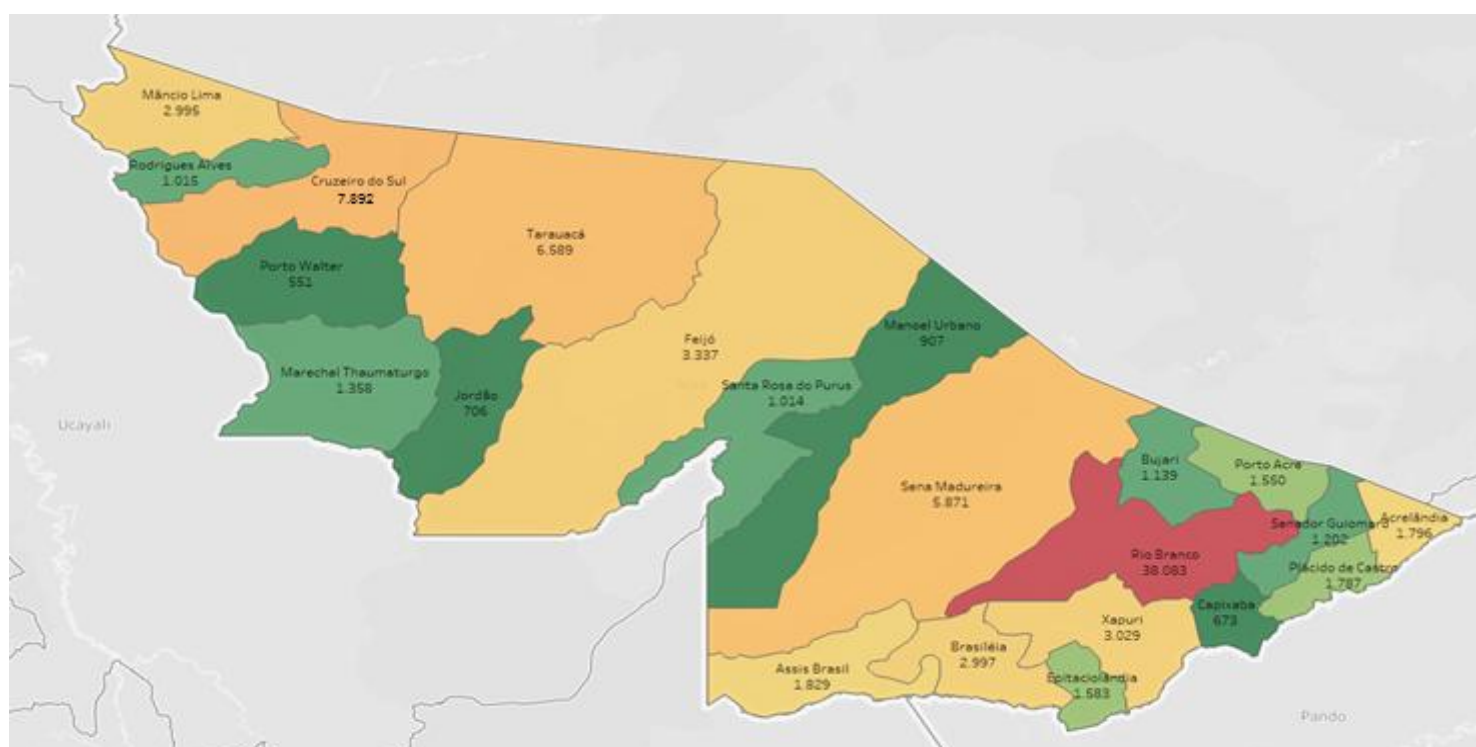 Mâncio Lima
2.995
Rodrigues Alves
1.015
Cruzeiro do Sul
7.892
Tarauacá
6.589
Porto Walter
551
Marechal Thaumaturgo
1.358
Jordão
706
Feijó
3.337
Manoel Urbano
907
Santa Rosa do Purus
1.014
Sena Madureira
5.871
Bujari
1.139
Porto Acre
1.550
Senador Guiomard
1.202
Acrelândia
1.796
Rio Branco
38.083
Plácido de Castro
1.787
Capixaba
673
Xapuri
3.029
Brasiléia
2.997
Assis Brasil
1.829
Epitaciolândia
1.583
Ucayali
Pando